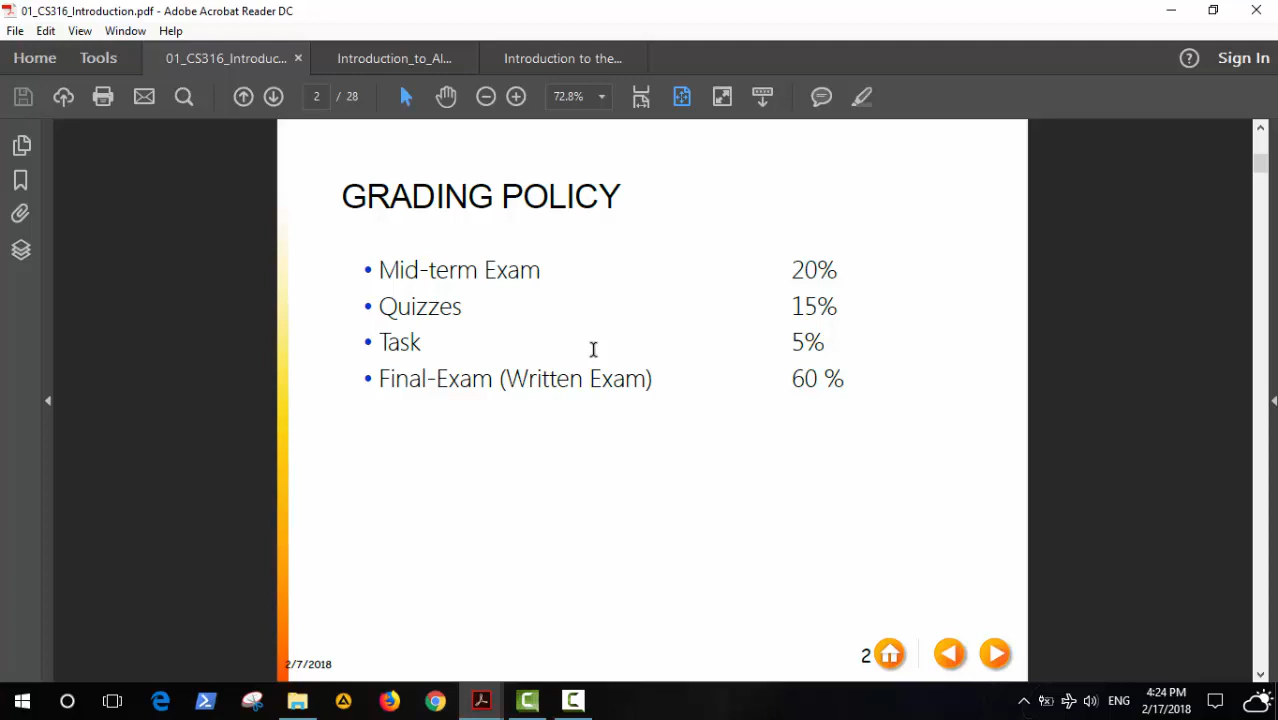 01_CS316_Introduction.pdf - Adobe Acrobat Reader DC
File Edit View Window Help
Home Tools 01_CS316_Introduc... × Introduction_to_Al... Introduction to the... Sign In
2 / 28 72.8%
GRADING POLICY
• Mid-term Exam 20%
• Quizzes 15%
• Task 5%
• Final-Exam (Written Exam) 60 %
2
2/7/2018
ENG 4:24 PM
2/17/2018